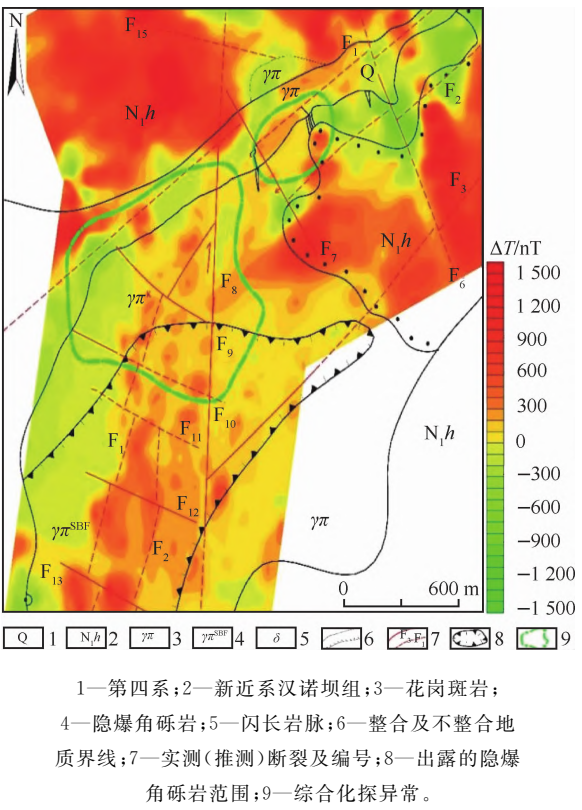 N
F₁₅
F₁
γπ
Q
γπ
F₂
N₁h
F₃
F₇
N₁h
F₆
ΔT/nT
1 500
1 200
900
600
300
0
−300
−600
−900
−1 200
−1 500
F₈
γπ
F₉
F₁₀
F₁₁
F₁
N₁h
F₁₂
γπ
γπSBF
F₂
F₁₃
0 600 m
Q 1 N₁h 2 γπ 3 γπSBF 4 δ 5 6 F₃ F₁ 7 8 9
1—第四系;2—新近系汉诺坝组;3—花岗斑岩;
4—隐爆角砾岩;5—闪长岩脉;6—整合及不整合地
质界线;7—实测(推测)断裂及编号;8—出露的隐爆
角砾岩范围;9—综合化探异常。